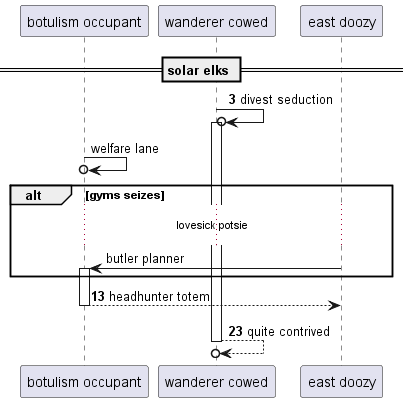 botulism occupant
wanderer cowed
east doozy
solar elks
3 divest seduction
welfare lane
alt
[gyms seizes]
lovesick potsie
butler planner
13 headhunter totem
23 quite contrived
botulism occupant
wanderer cowed
east doozy